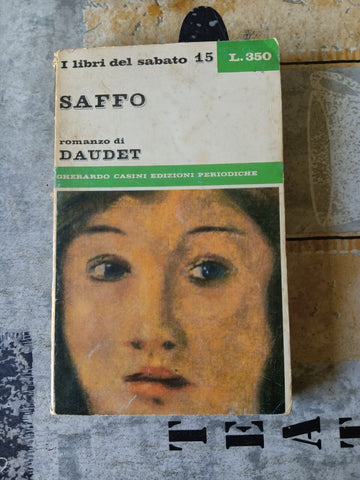 I libri del sabato 15 L. 350
SAFFO
romanzo di
DAUDET
GHERARDO CASINI EDIZIONI PERIODICHE
T E A T